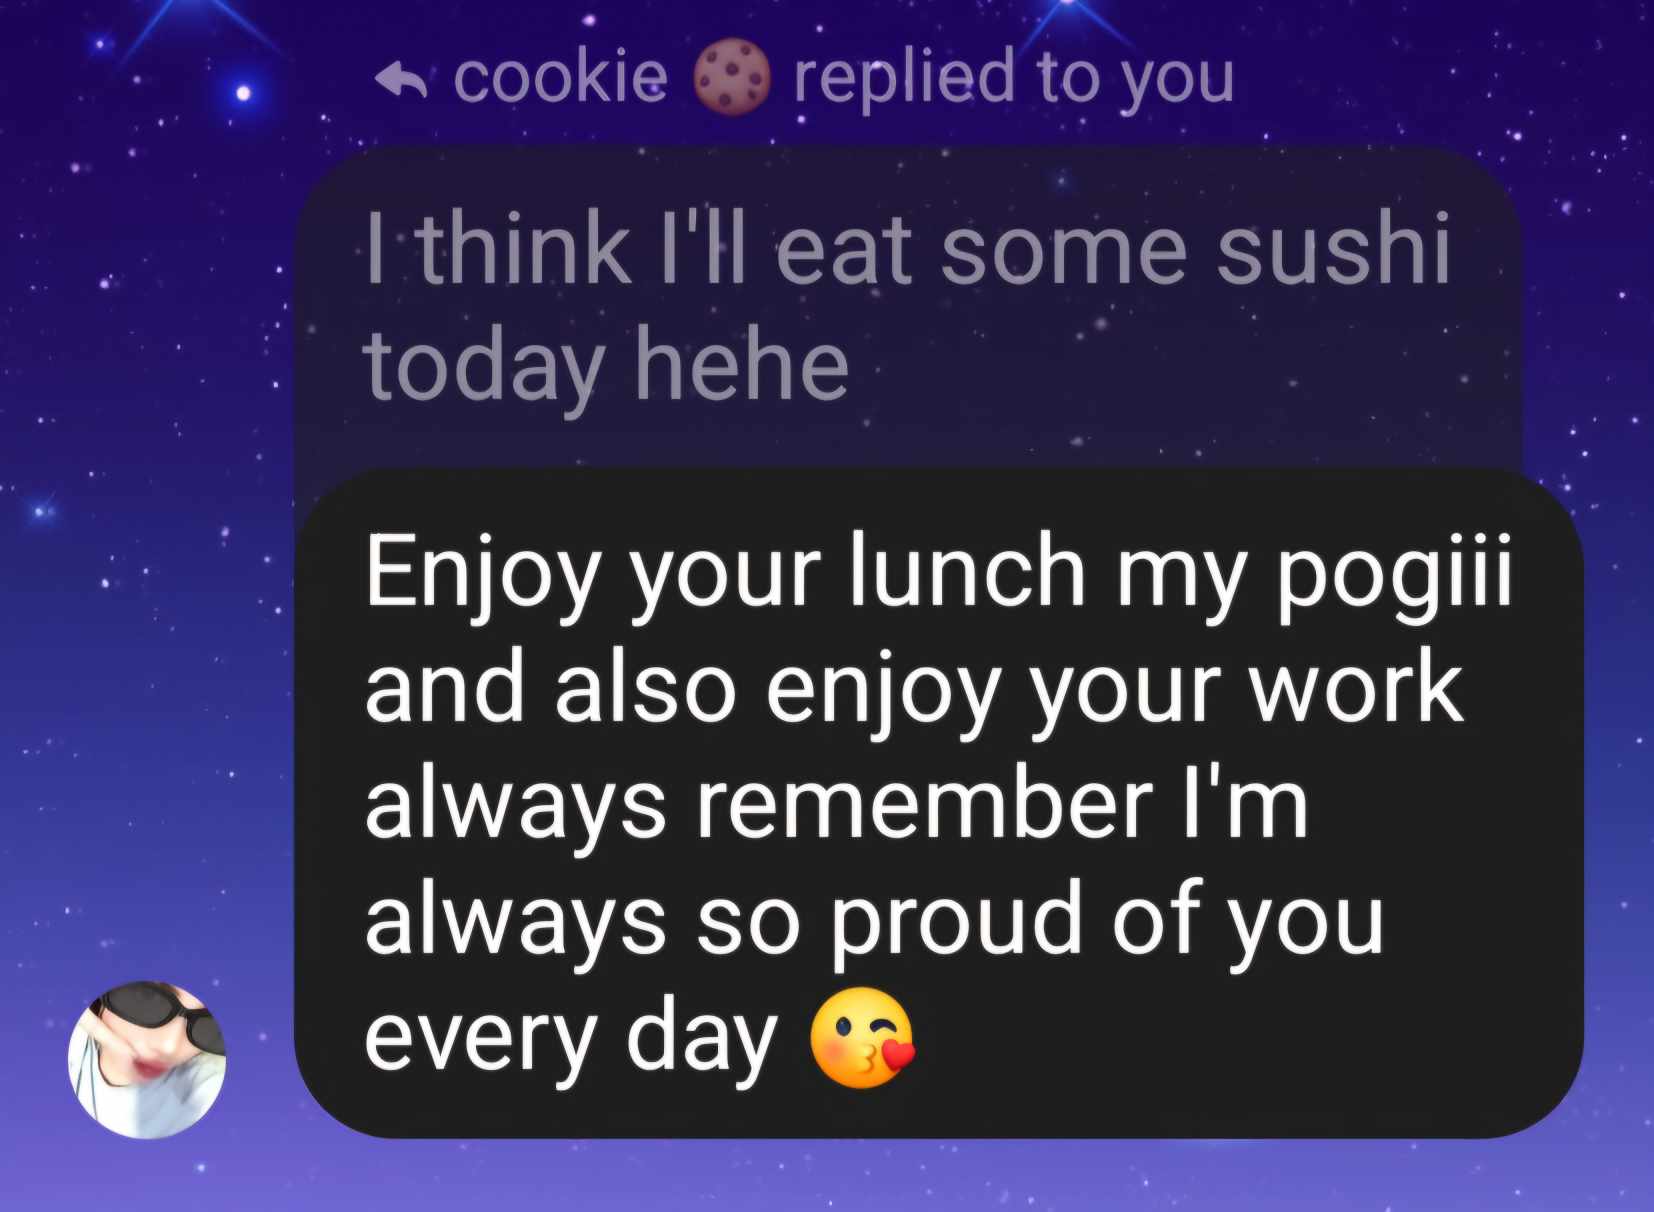 cookie 🍪 replied to you
I think I'll eat some sushi
today hehe
Enjoy your lunch my pogiii
and also enjoy your work
always remember I'm
always so proud of you
every day 😘